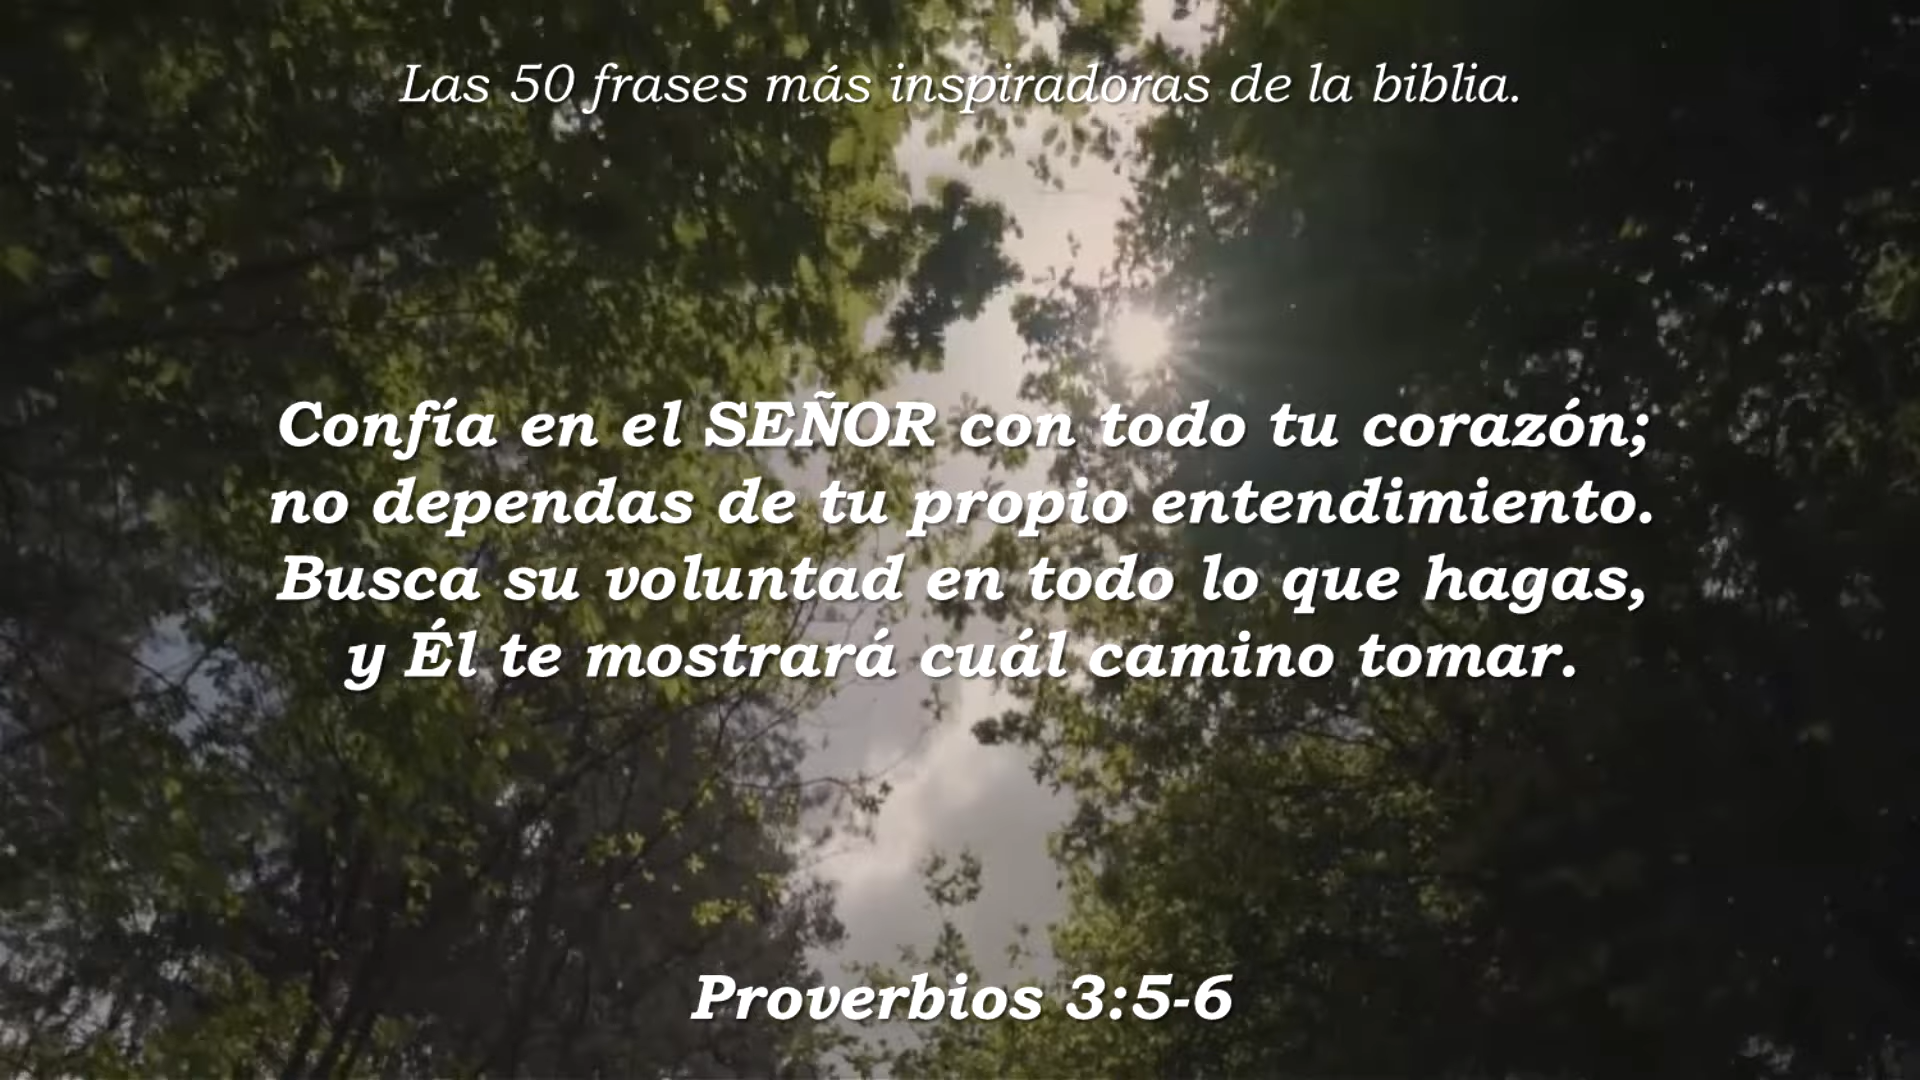 Las 50 frases más inspiradoras de la biblia.
Confía en el SEÑOR con todo tu corazón;
no dependas de tu propio entendimiento.
Busca su voluntad en todo lo que hagas,
y Él te mostrará cuál camino tomar.
Proverbios 3:5-6